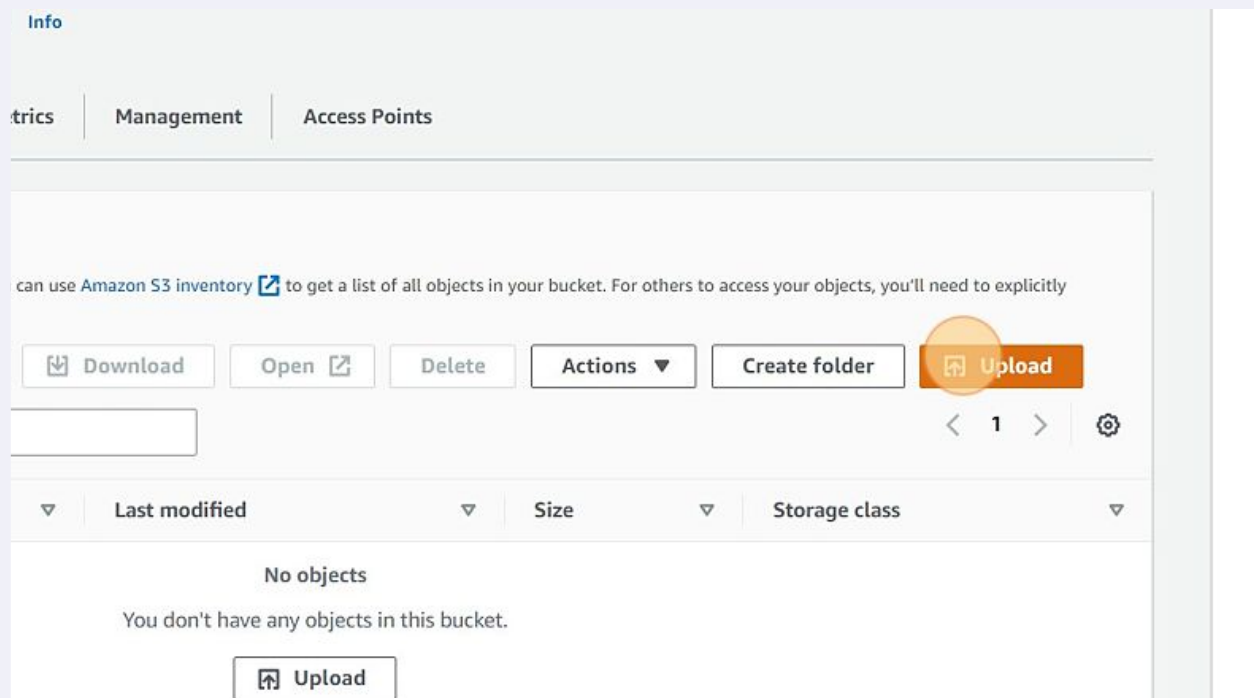 Info
trics Management Access Points
can use Amazon S3 inventory to get a list of all objects in your bucket. For others to access your objects, you'll need to explicitly
Download Open Delete Actions Create folder Upload
1
Last modified Size Storage class
No objects
You don't have any objects in this bucket.
Upload